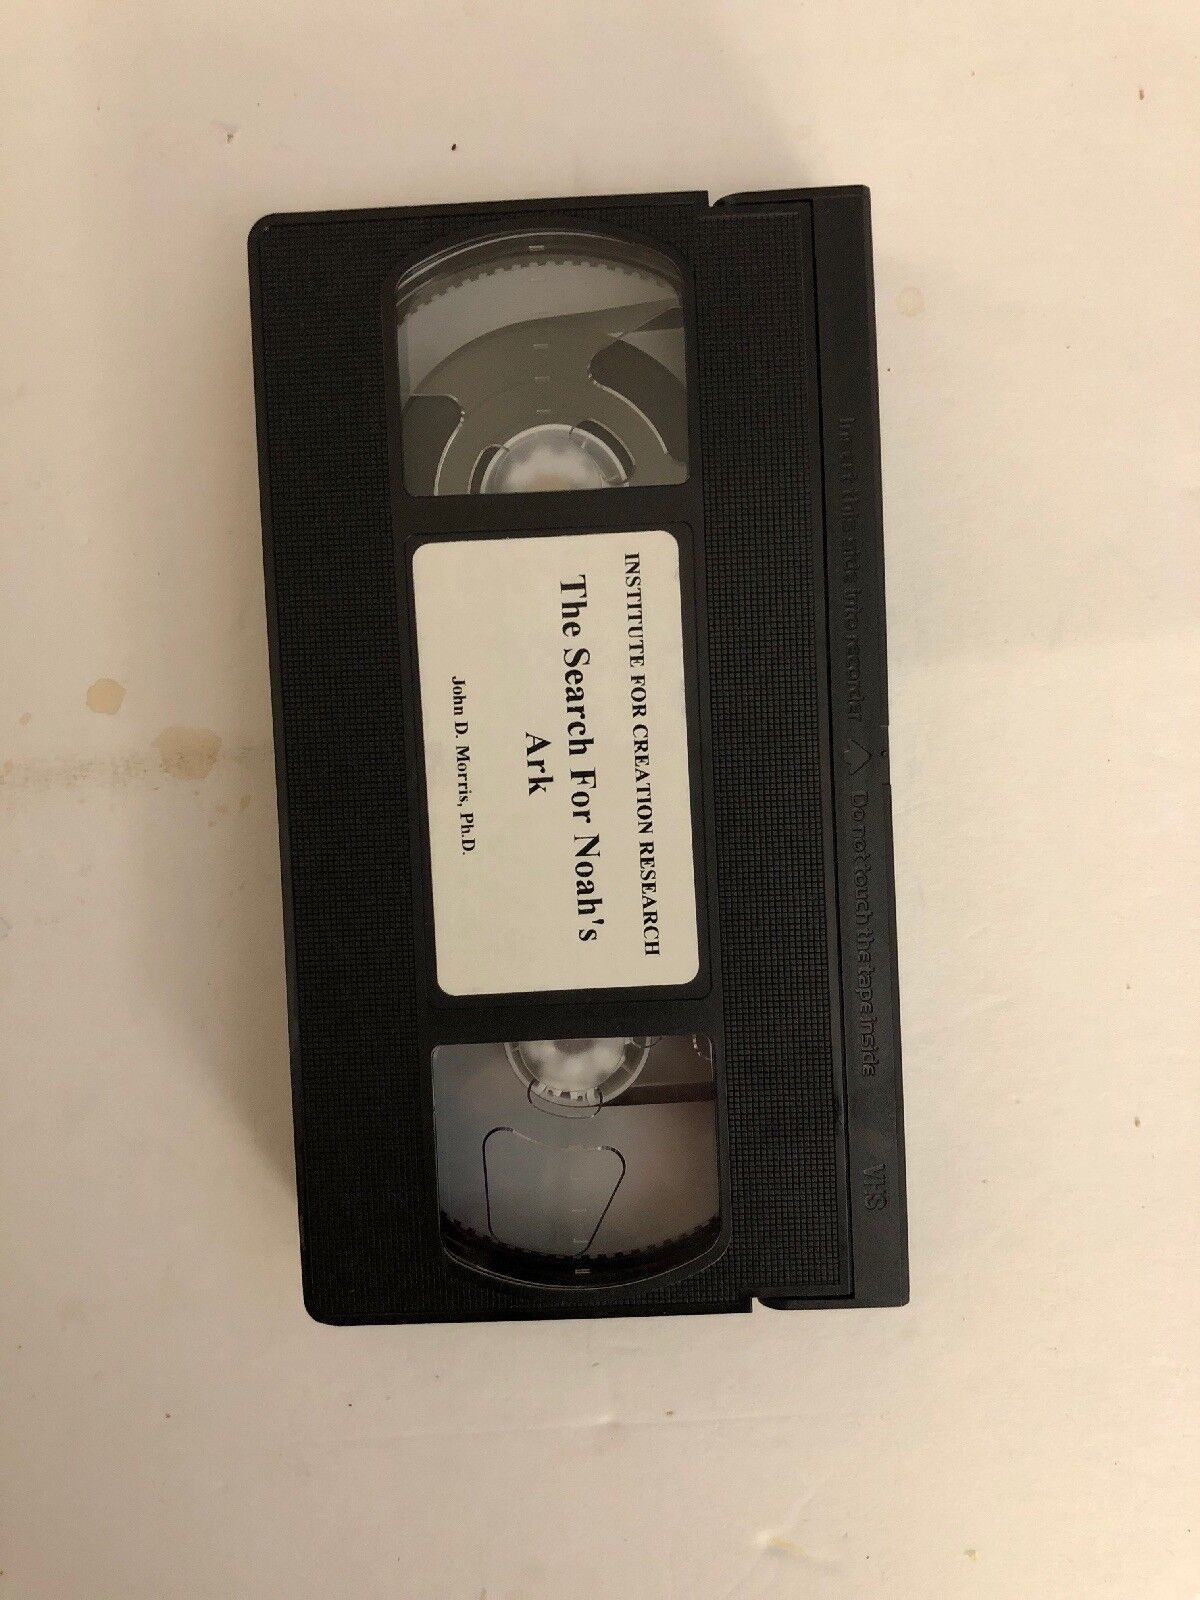 INSTITUTE FOR CREATION RESEARCH
The Search For Noah's
Ark
John D. Morris, Ph.D.
Insert this side into recorder
Do not touch the tape inside
VHS